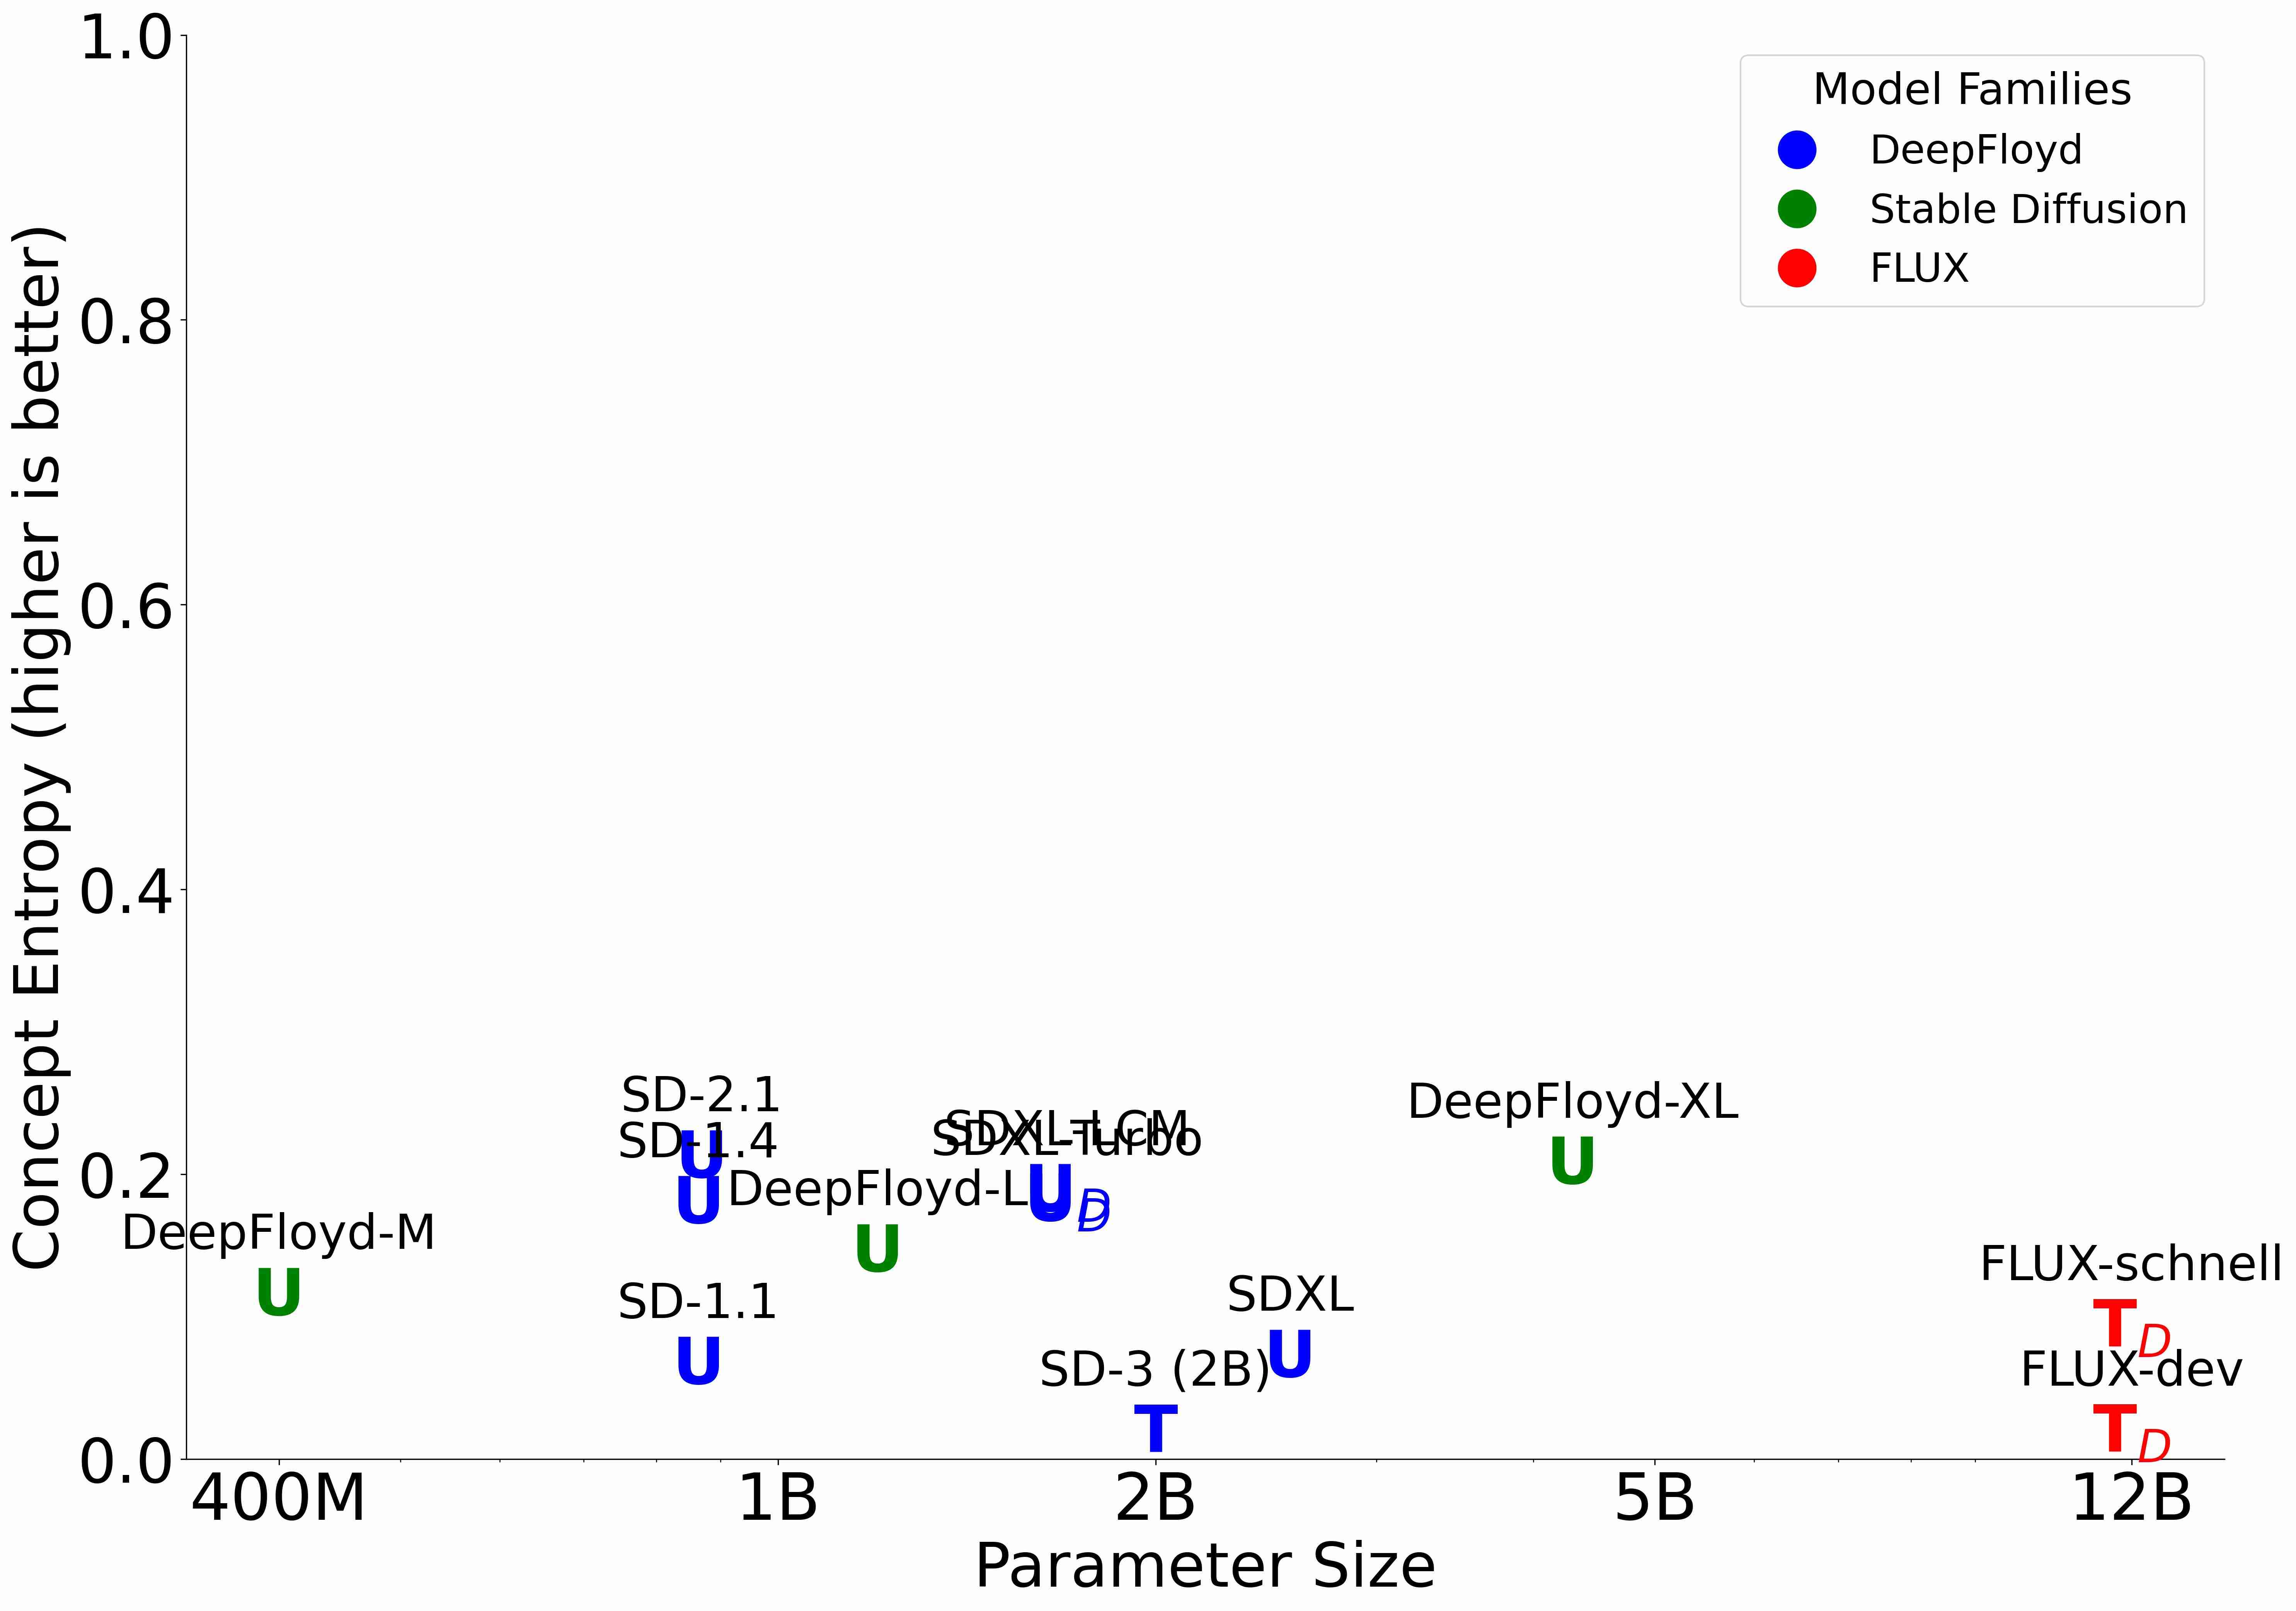 Concept Entropy (higher is better)
1.0
0.8
0.6
0.4
0.2
0.0
Model Families
DeepFloyd
Stable Diffusion
FLUX
SD-2.1
U
SD-1.4
U
SDXL-LCM
SDXL-Turbo
U D
U D
DeepFloyd-XL
U
DeepFloyd-L
U
DeepFloyd-M
U
SD-1.1
U
SDXL
U
SD-3 (2B)
T
FLUX-schnell
T D
FLUX-dev
T D
400M 1B 2B 5B 12B
Parameter Size